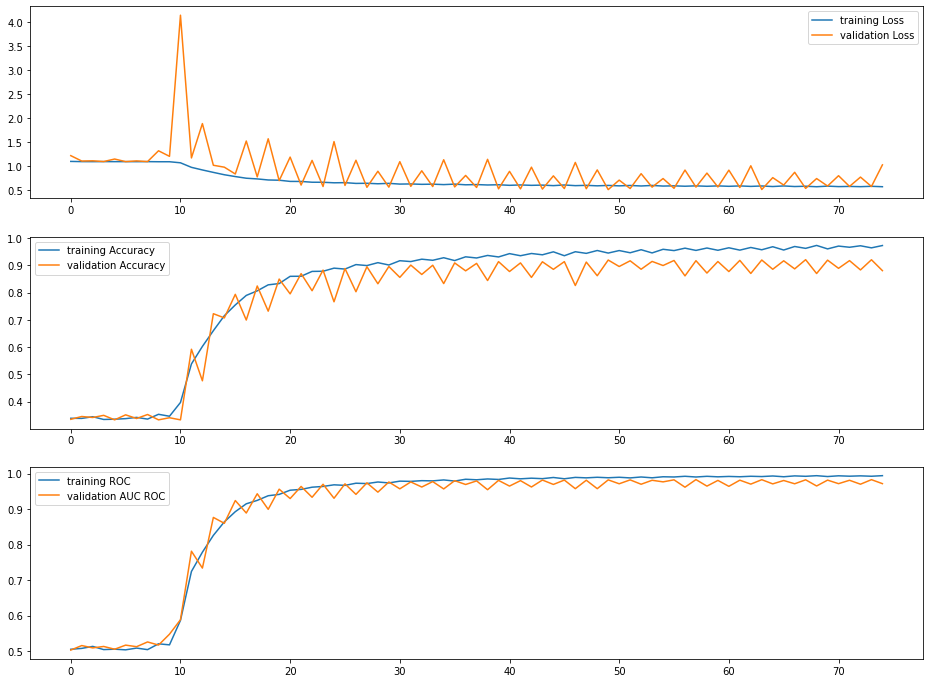 training Loss
validation Loss
4.0
3.5
3.0
2.5
2.0
1.5
1.0
0.5
0 10 20 30 40 50 60 70
training Accuracy
validation Accuracy
1.0
0.9
0.8
0.7
0.6
0.5
0.4
0 10 20 30 40 50 60 70
training ROC
validation AUC ROC
1.0
0.9
0.8
0.7
0.6
0.5
0 10 20 30 40 50 60 70